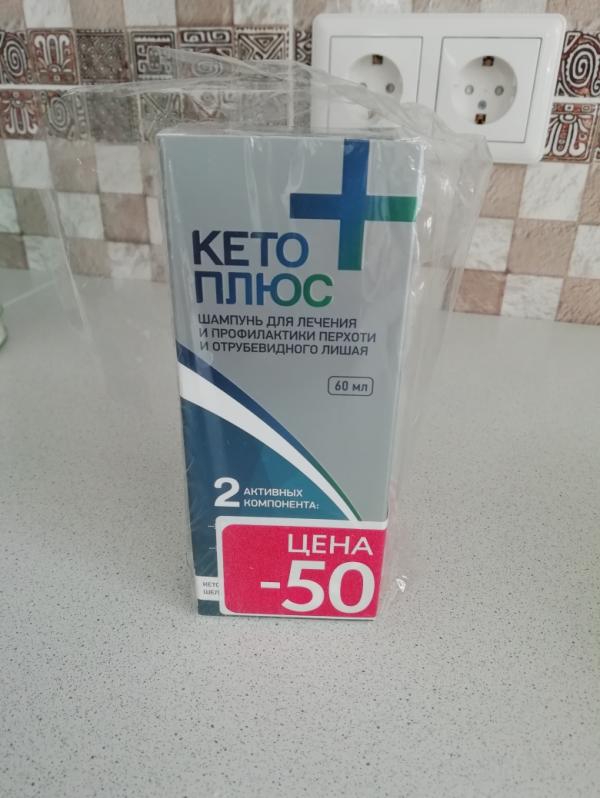 КЕТО
ПЛЮС
ШАМПУНЬ ДЛЯ ЛЕЧЕНИЯ
И ПРОФИЛАКТИКИ ПЕРХОТИ
И ОТРУБЕВИДНОГО ЛИШАЯ
60 мл
2 АКТИВНЫХ
КОМПОНЕНТА:
ЦЕНА
-50